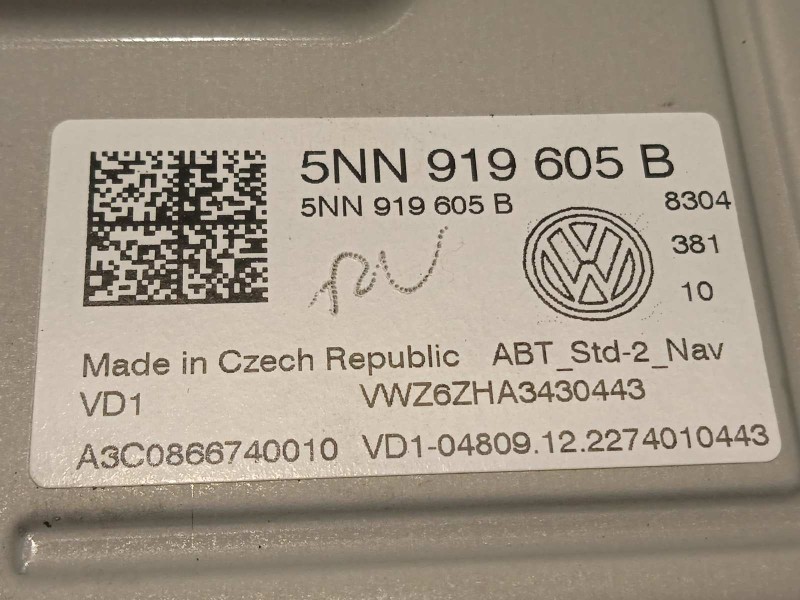 5NN 919 605 B
5NN 919 605 B
8304
381
10
Made in Czech Republic ABT_Std-2_Nav
VD1 VWZ6ZHA3430443
A3C0866740010 VD1-04809.12.2274010443